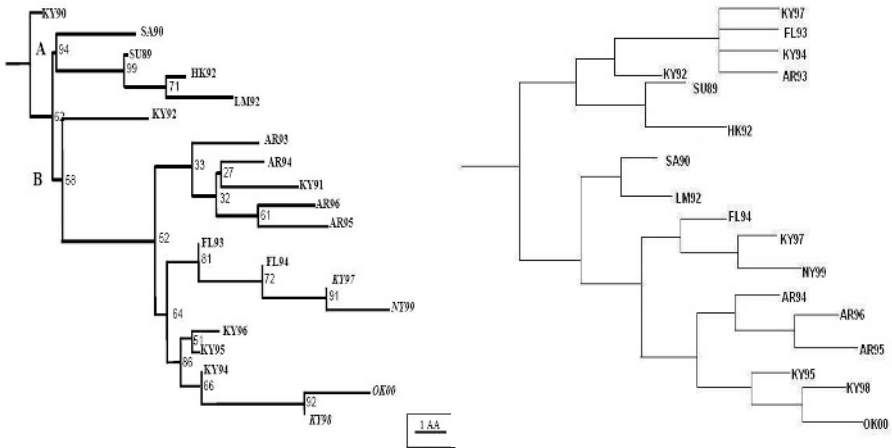 KY90
A
SA90
94
SU89
99
HK92
71
LM92
62
KY92
B
58
AR93
33
AR94
27
KY91
32
AR96
61
AR95
52
FL93
81
FL94
72
KY97
91
NY99
64
KY96
51
KY95
86
KY94
66
OK00
92
KY98
1 AA
KY97
FL93
KY94
AR93
KY92
SU89
HK92
SA90
LM92
FL94
KY97
NY99
AR94
AR96
AR95
KY95
KY98
OK00